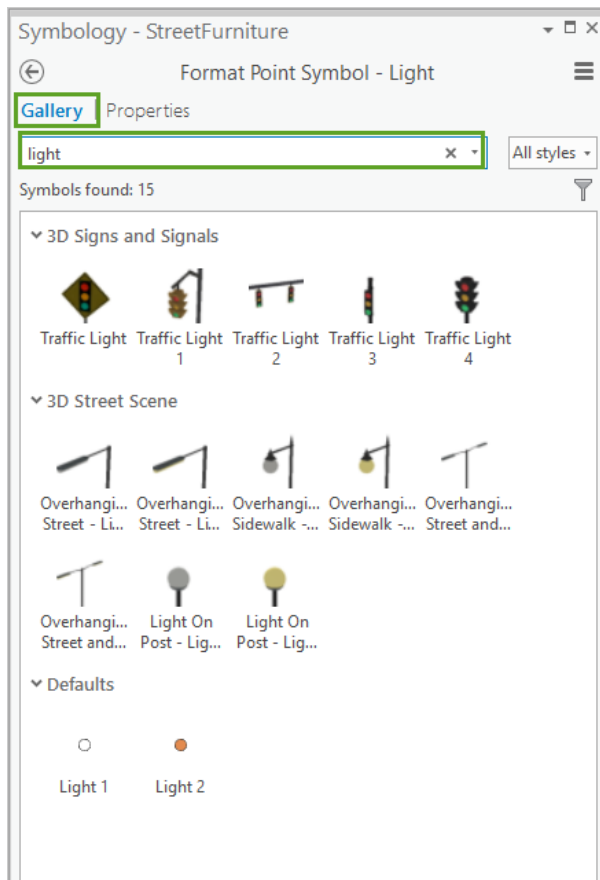 Symbology - StreetFurniture
Format Point Symbol - Light
Gallery | Properties
light
All styles
Symbols found: 15
3D Signs and Signals
Traffic Light Traffic Light Traffic Light Traffic Light Traffic Light
1 2 3 4
3D Street Scene
Overhangi... Overhangi... Overhangi... Overhangi... Overhangi...
Street - Li... Street - Li... Sidewalk -... Sidewalk -... Street and...
Overhangi... Light On Light On
Street and... Post - Lig... Post - Lig...
Defaults
Light 1 Light 2